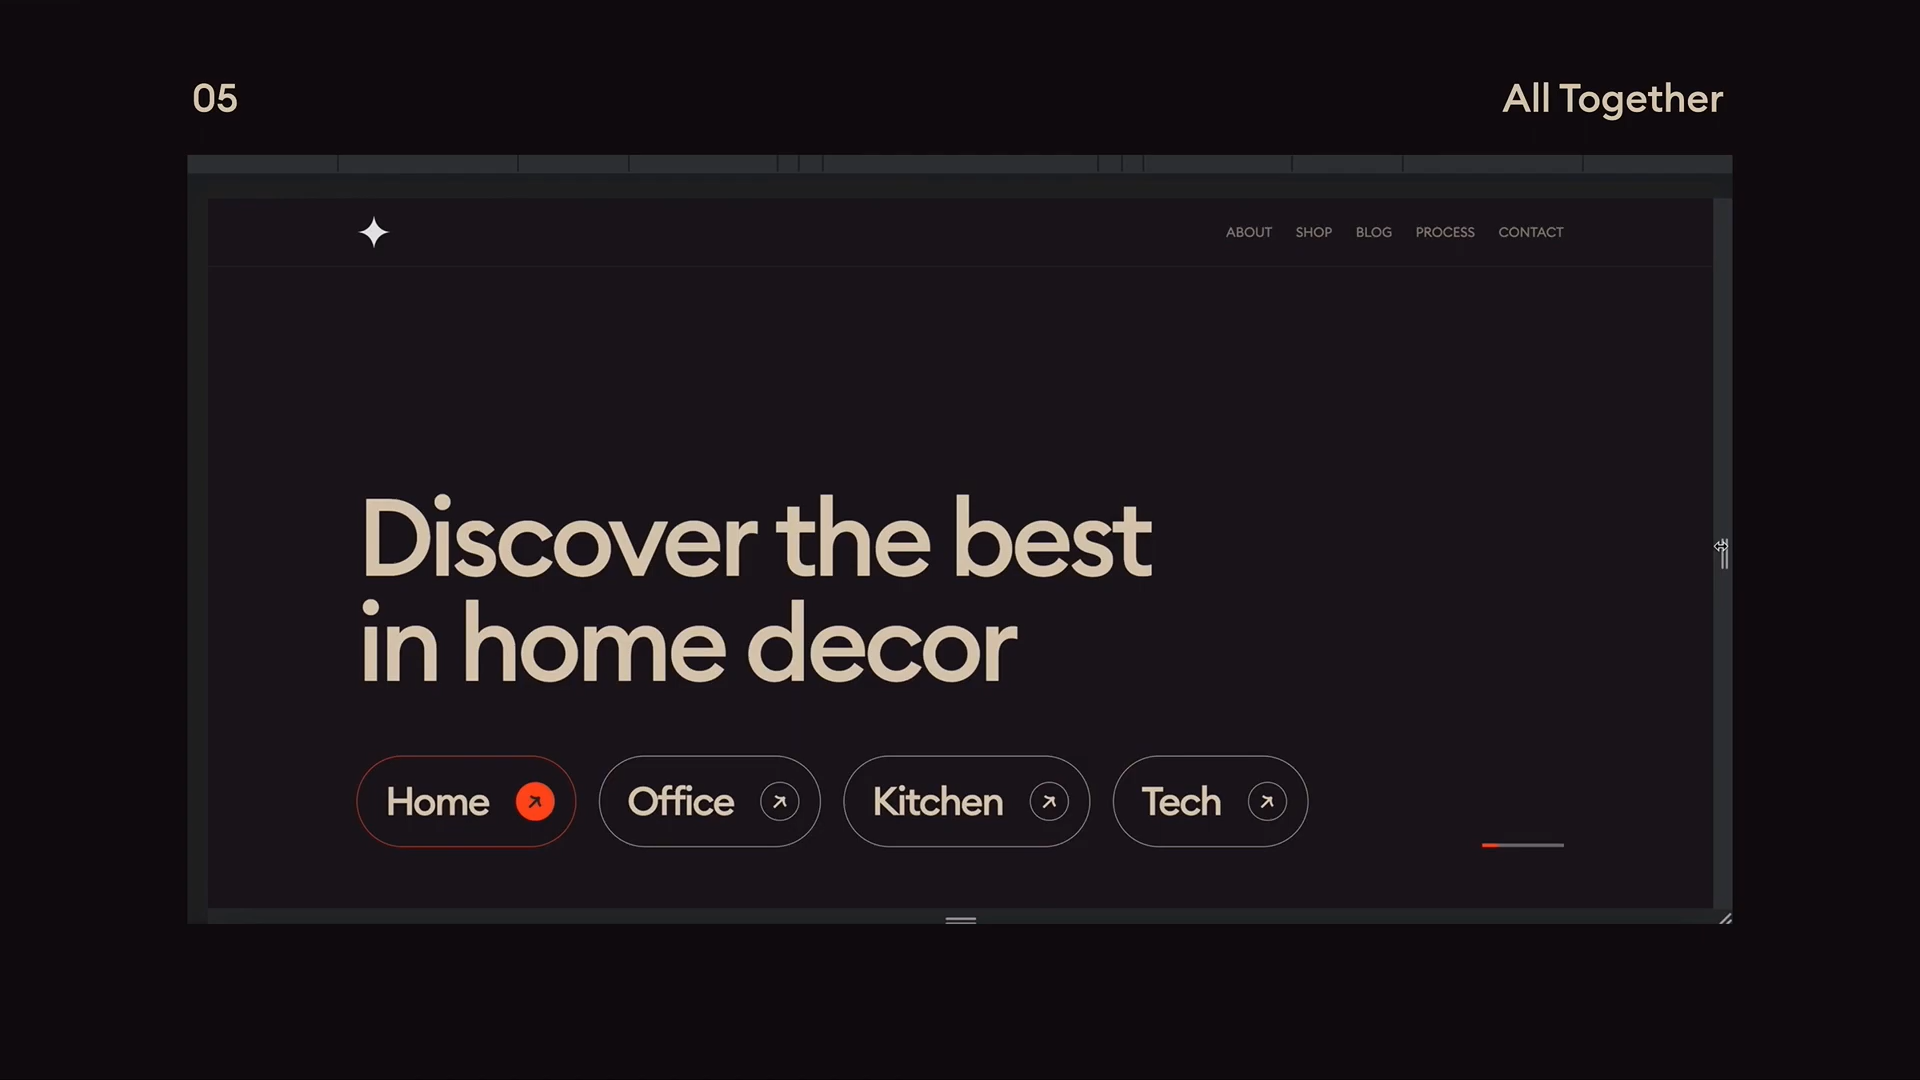 05
All Together
ABOUT SHOP BLOG PROCESS CONTACT
Discover the best
in home decor
Home Office Kitchen Tech